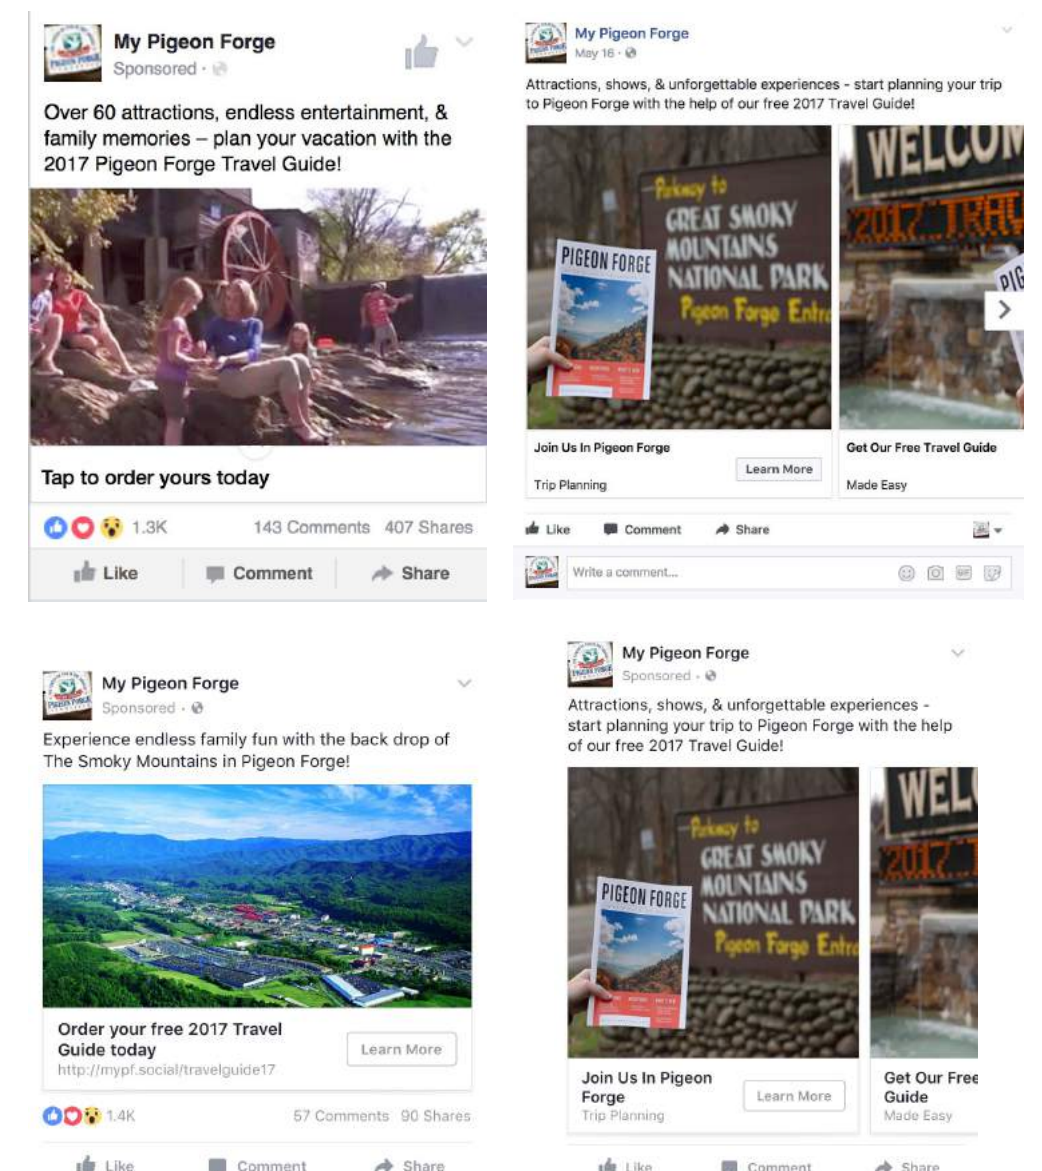 My Pigeon Forge
Sponsored ·
Over 60 attractions, endless entertainment, &
family memories – plan your vacation with the
2017 Pigeon Forge Travel Guide!
Tap to order yours today
1.3K 143 Comments 407 Shares
Like Comment Share
My Pigeon Forge
May 16 ·
Attractions, shows, & unforgettable experiences - start planning your trip
to Pigeon Forge with the help of our free 2017 Travel Guide!
Parkway to
GREAT SMOKY
MOUNTAINS
NATIONAL PARK
Pigeon Forge Entra
PIGEON FORGE
WELCOM
2017 TRAV
PIG
Join Us In Pigeon Forge
Learn More
Trip Planning
Get Our Free Travel Guide
Made Easy
Like Comment Share
Write a comment...
GIF
My Pigeon Forge
Sponsored ·
Experience endless family fun with the back drop of
The Smoky Mountains in Pigeon Forge!
Order your free 2017 Travel
Guide today
Learn More
http://mypf.social/travelguide17
1.4K 57 Comments 90 Shares
Like Comment Share
My Pigeon Forge
Sponsored ·
Attractions, shows, & unforgettable experiences -
start planning your trip to Pigeon Forge with the help
of our free 2017 Travel Guide!
Parkway to
GREAT SMOKY
MOUNTAINS
NATIONAL PARK
Pigeon Forge Entra
PIGEON FORGE
WEL
2017
Join Us In Pigeon
Forge
Learn More
Trip Planning
Get Our Free
Guide
Made Easy
Like Comment Share